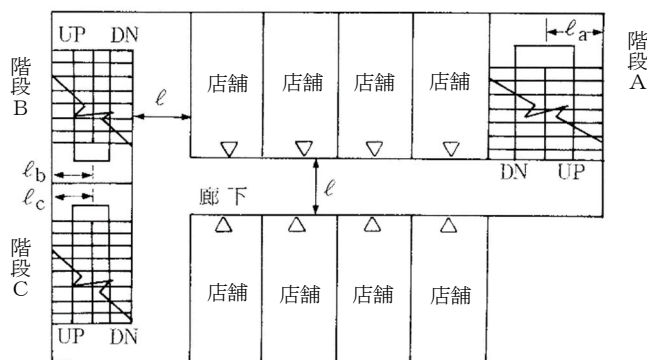 UP DN
階段B
ℓ
店舗 店舗 店舗 店舗
ℓa
階段A
DN UP
ℓb
ℓc
廊下
ℓ
階段C
店舗 店舗 店舗 店舗
UP DN